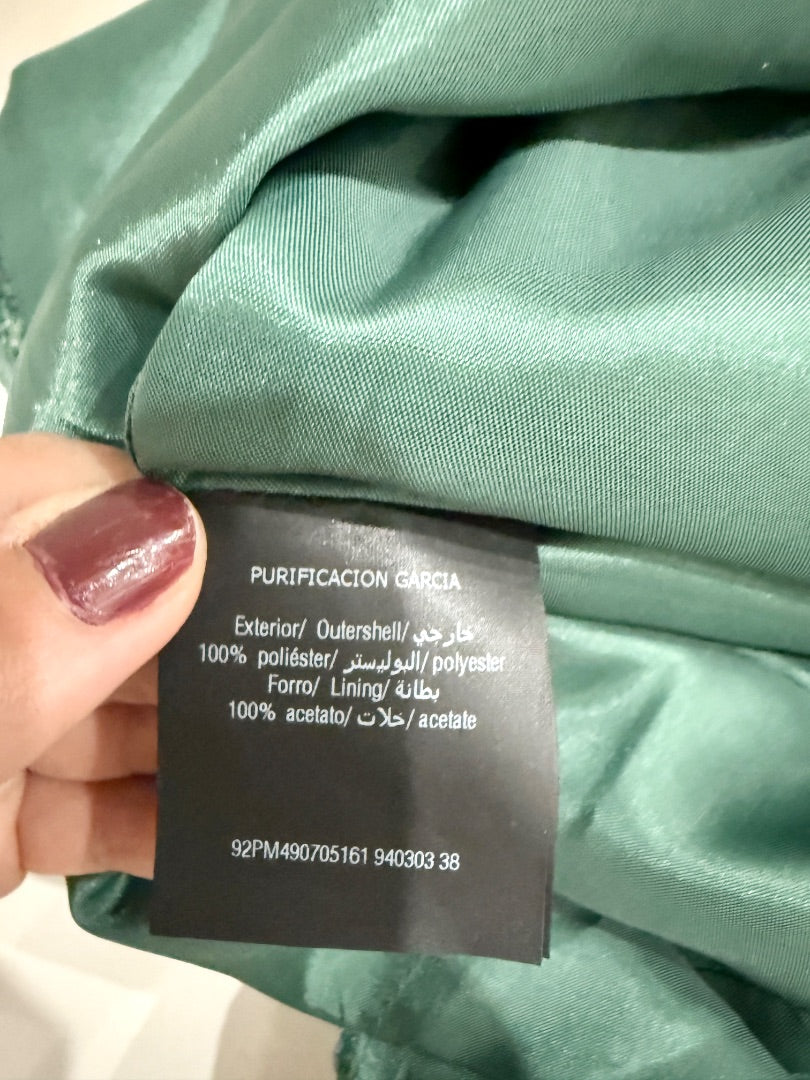 PURIFICACION GARCIA
Exterior/ Outershell/ خارجي
100% poliéster/ البوليستر/ polyester
Forro/ Lining/ بطانة
100% acetato/ خلات/ acetate
92PM490705161 940303 38